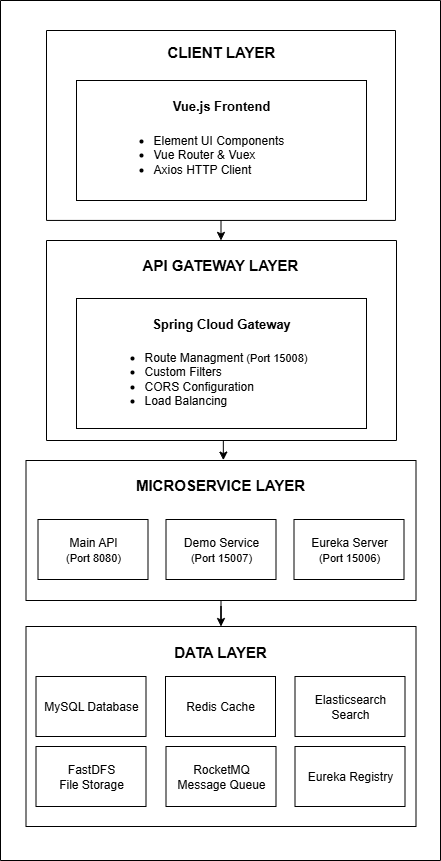 CLIENT LAYER
Vue.js Frontend
• Element UI Components
• Vue Router & Vuex
• Axios HTTP Client
API GATEWAY LAYER
Spring Cloud Gateway
• Route Managment (Port 15008)
• Custom Filters
• CORS Configuration
• Load Balancing
MICROSERVICE LAYER
Main API
(Port 8080)
Demo Service
(Port 15007)
Eureka Server
(Port 15006)
DATA LAYER
MySQL Database
Redis Cache
Elasticsearch
Search
FastDFS
File Storage
RocketMQ
Message Queue
Eureka Registry